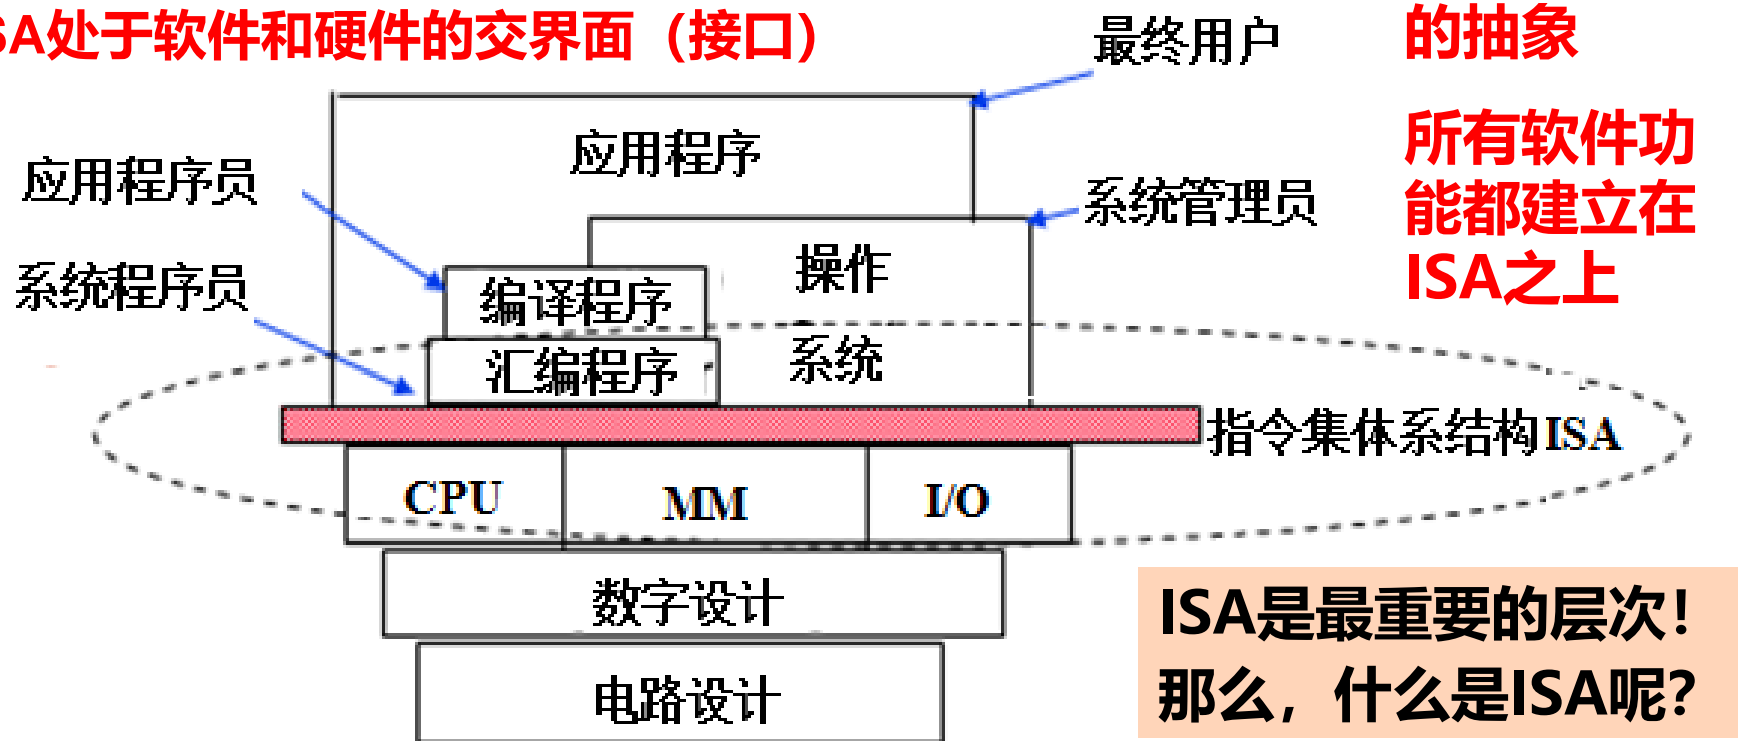 SA处于软件和硬件的交界面（接口）
最终用户
的抽象
应用程序
所有软件功
能都建立在
ISA之上
应用程序员
系统管理员
操作
系统
系统程序员
编译程序
汇编程序
指令集体系结构ISA
CPU
MM
I/O
数字设计
电路设计
ISA是最重要的层次！
那么，什么是ISA呢？